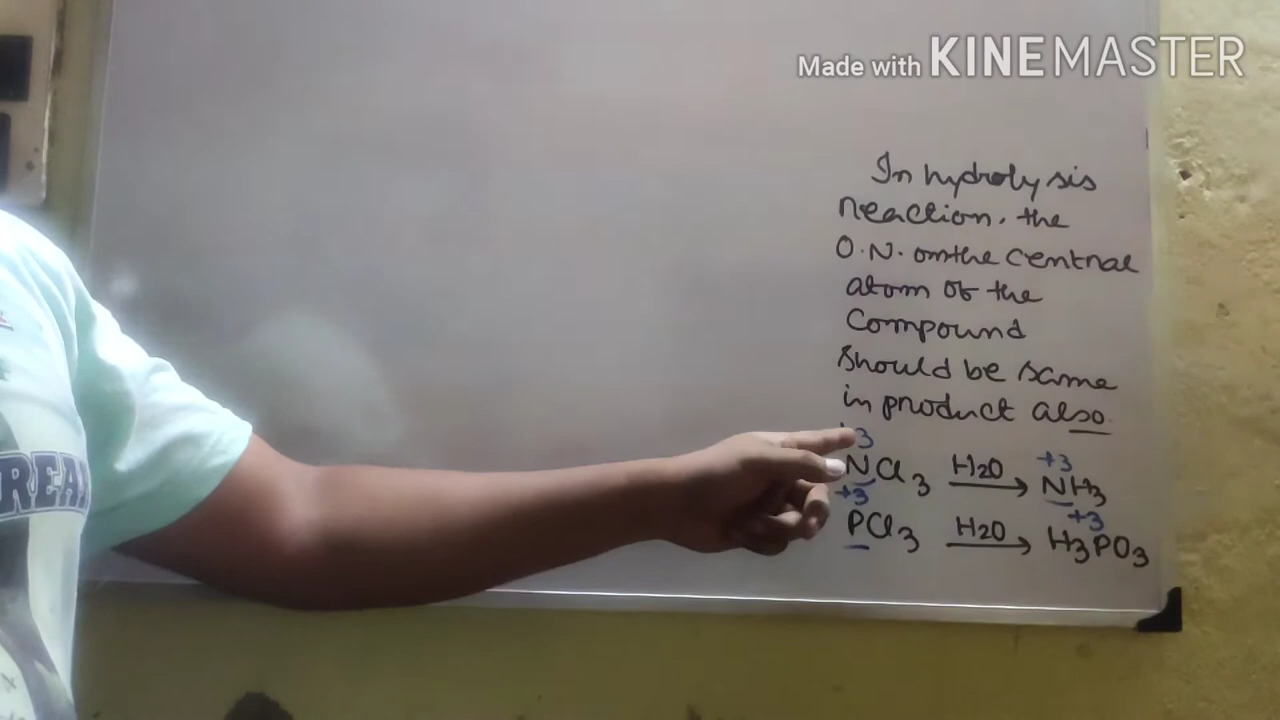 Made with KINEMASTER
In hydrolysis
reaction, the
O.N. on the central
atom of the
compound
should be same
in product also.
+3
NCl3 H2O → NH3
+3
PCl3 H2O → H3PO3
+3
+3
REA